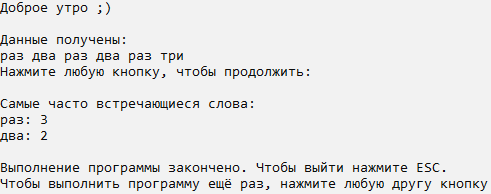 Доброе утро ;)
Данные получены:
раз два раз два раз три
Нажмите любую кнопку, чтобы продолжить:
Самые часто встречающиеся слова:
раз: 3
два: 2
Выполнение программы закончено. Чтобы выйти нажмите ESC.
Чтобы выполнить программу ещё раз, нажмите любую другу кнопку